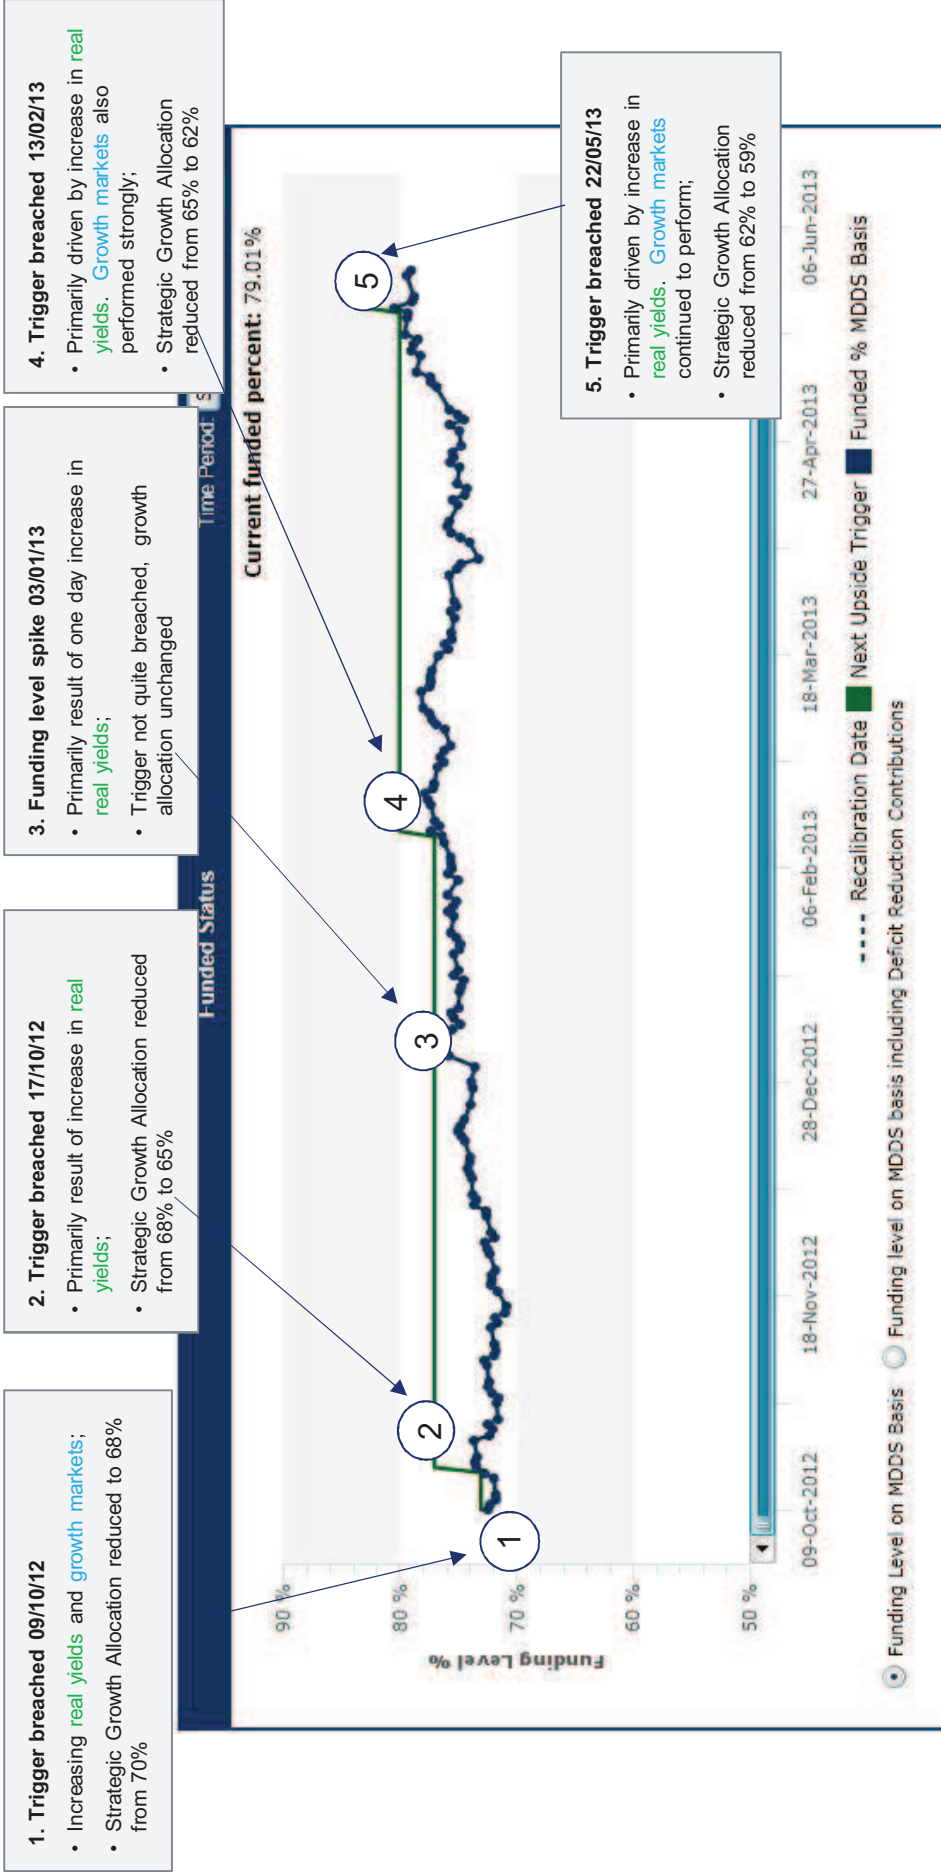 1. Trigger breached 09/10/12
• Increasing real yields and growth markets;
• Strategic Growth Allocation reduced to 68%
from 70%
2. Trigger breached 17/10/12
• Primarily result of increase in real
yields;
• Strategic Growth Allocation reduced
from 68% to 65%
3. Funding level spike 03/01/13
• Primarily result of one day increase in
real yields;
• Trigger not quite breached, growth
allocation unchanged
4. Trigger breached 13/02/13
• Primarily driven by increase in real
yields. Growth markets also
performed strongly;
• Strategic Growth Allocation
reduced from 65% to 62%
Funded Status
Time Period: S
Current funded percent: 79.01%
90 %
80 %
70 %
60 %
50 %
Funding Level %
1
2
3
4
5
5. Trigger breached 22/05/13
• Primarily driven by increase in
real yields. Growth markets
continued to perform;
• Strategic Growth Allocation
reduced from 62% to 59%
09-Oct-2012 18-Nov-2012 28-Dec-2012 06-Feb-2013 18-Mar-2013 27-Apr-2013 06-Jun-2013
Recalibration Date Next Upside Trigger Funded % MDDS Basis
Funding Level on MDDS Basis Funding level on MDDS basis including Deficit Reduction Contributions